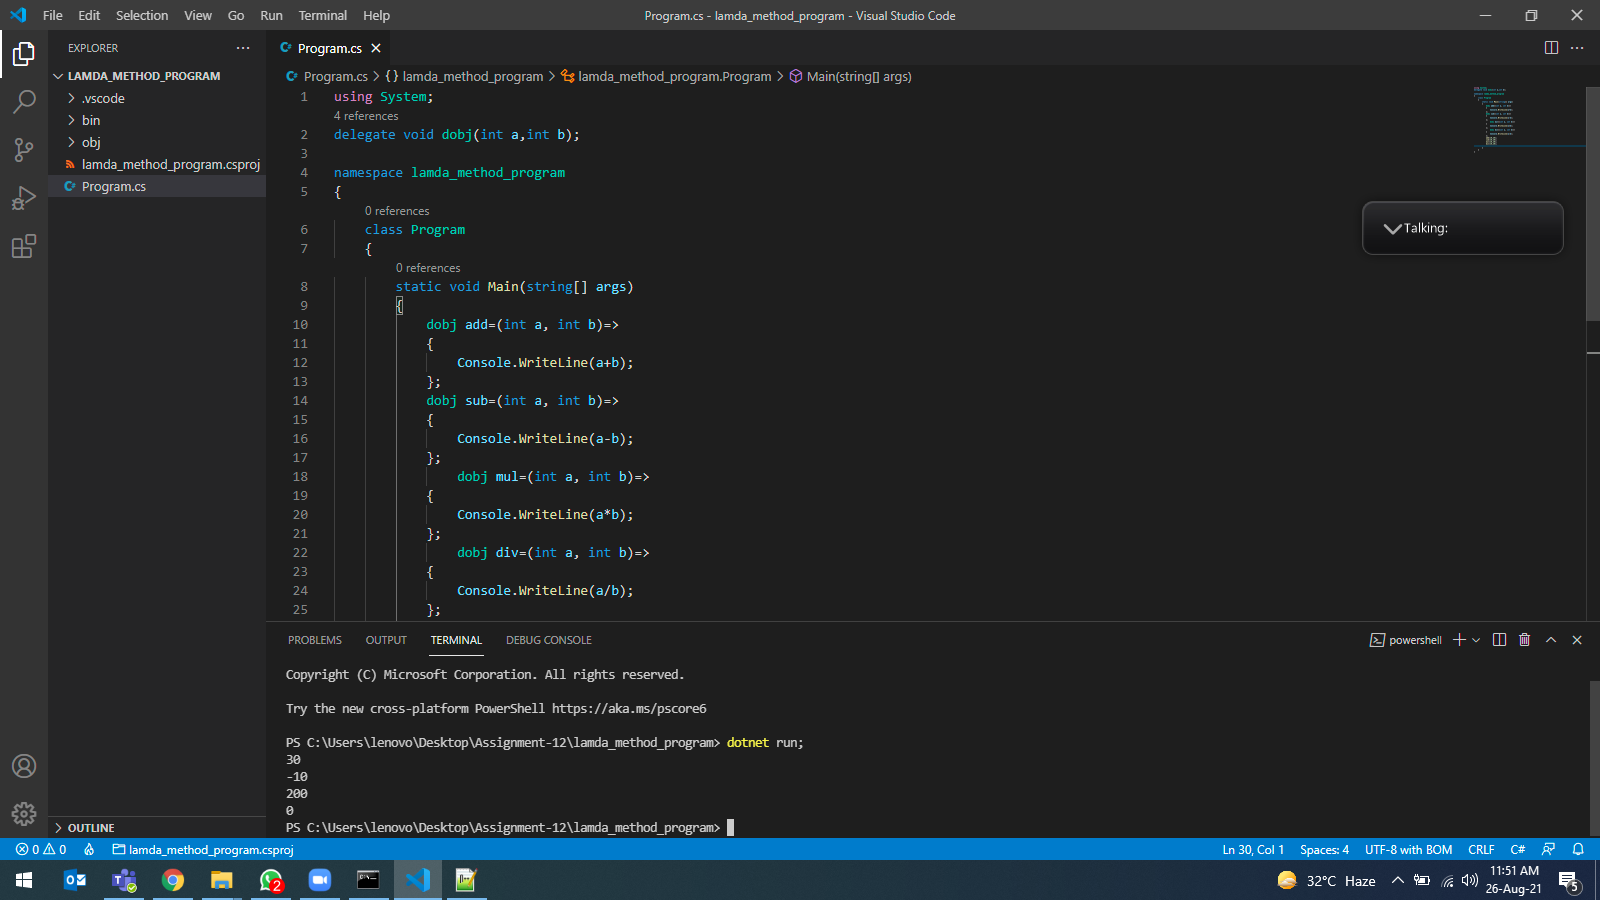 File Edit Selection View Go Run Terminal Help
Program.cs - lamda_method_program - Visual Studio Code
EXPLORER
LAMDA_METHOD_PROGRAM
.vscode
bin
obj
lamda_method_program.csproj
Program.cs
OUTLINE
Program.cs
Program.cs > {} lamda_method_program > lamda_method_program.Program > Main(string[] args)
1 using System;
4 references
2 delegate void dobj(int a,int b);
3
4 namespace lamda_method_program
5 {
0 references
6 class Program
7 {
0 references
8 static void Main(string[] args)
9 {
10 dobj add=(int a, int b)=>
11 {
12 Console.WriteLine(a+b);
13 };
14 dobj sub=(int a, int b)=>
15 {
16 Console.WriteLine(a-b);
17 };
18 dobj mul=(int a, int b)=>
19 {
20 Console.WriteLine(a*b);
21 };
22 dobj div=(int a, int b)=>
23 {
24 Console.WriteLine(a/b);
25 };
Talking:
PROBLEMS OUTPUT TERMINAL DEBUG CONSOLE
powershell
Copyright (C) Microsoft Corporation. All rights reserved.
Try the new cross-platform PowerShell https://aka.ms/pscore6
PS C:\Users\lenovo\Desktop\Assignment-12\lamda_method_program> dotnet run;
30
-10
200
0
PS C:\Users\lenovo\Desktop\Assignment-12\lamda_method_program>
0 0 lamda_method_program.csproj
Ln 30, Col 1 Spaces: 4 UTF-8 with BOM CRLF C#
2
32°C Haze
11:51 AM
26-Aug-21
5